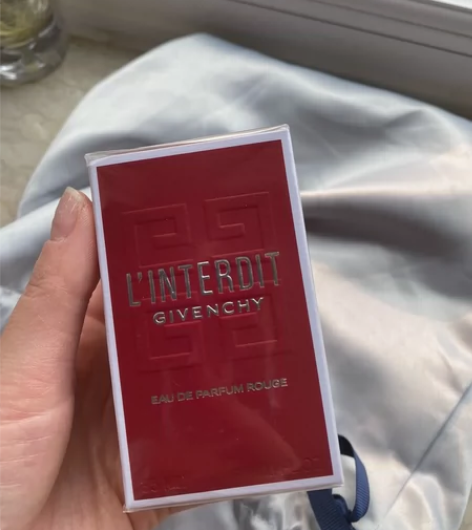 L'INTERDIT
GIVENCHY
EAU DE PARFUM ROUGE